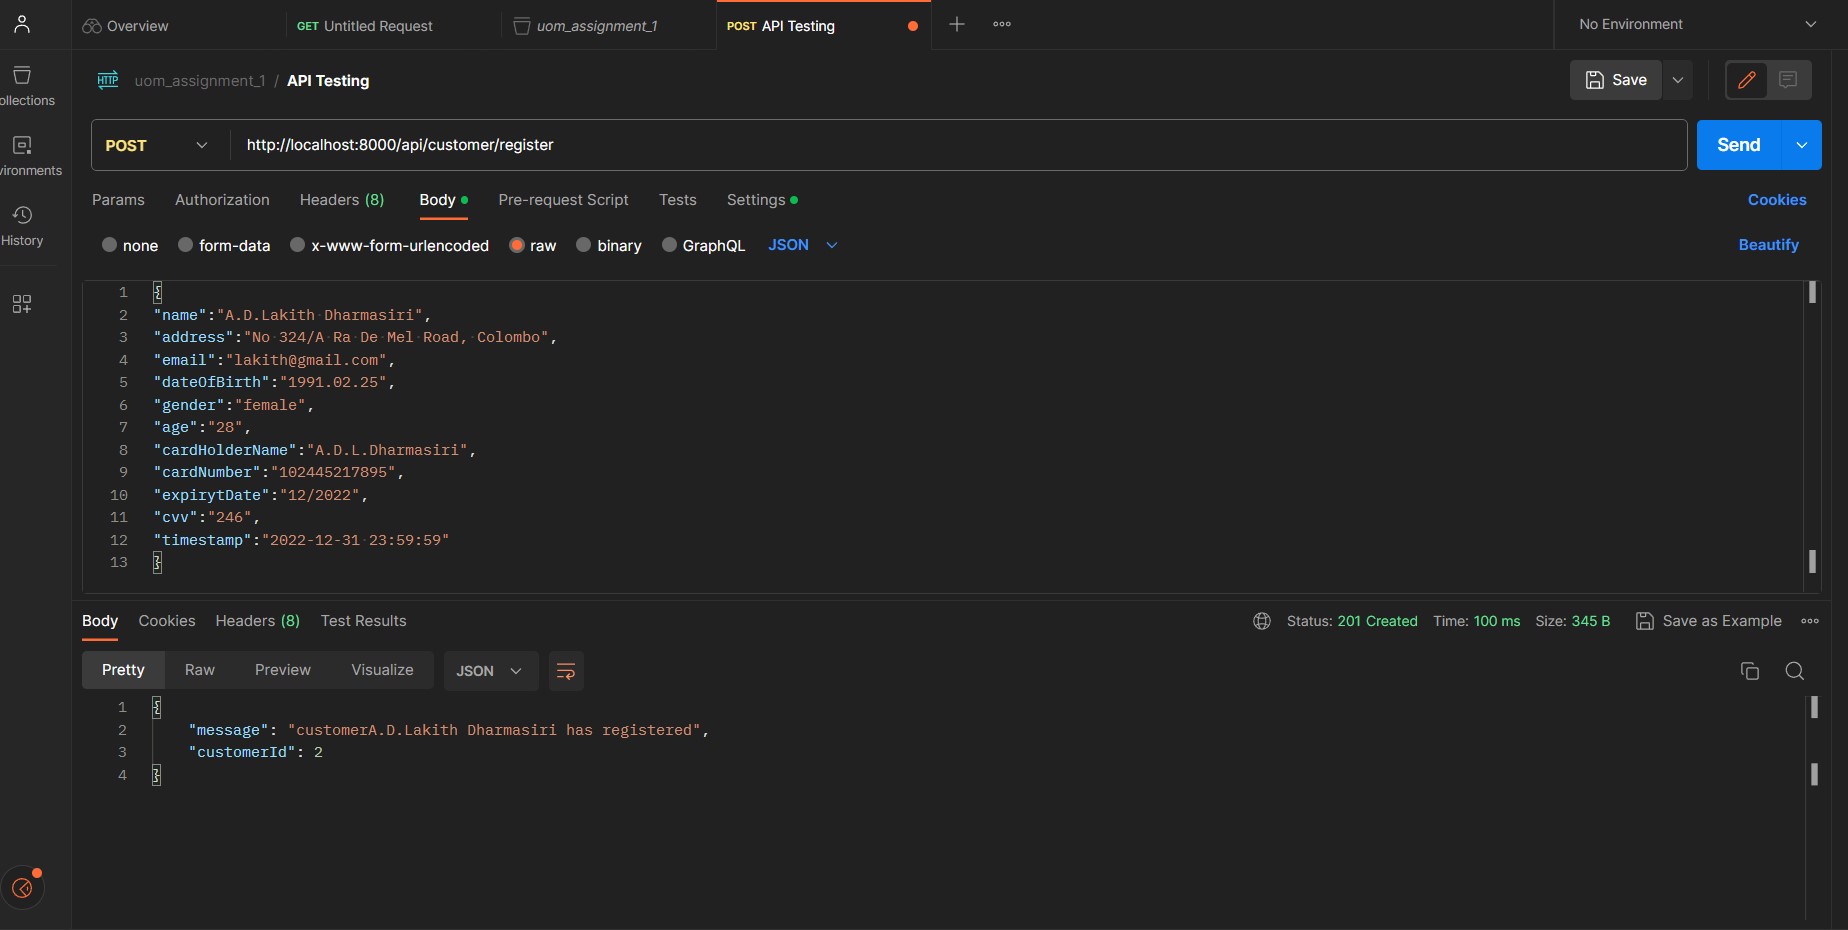 Overview
GET Untitled Request
uom_assignment_1
POST API Testing
No Environment
ollections
vironments
History
HTTP uom_assignment_1 / API Testing
Save
POST http://localhost:8000/api/customer/register
Send
Params Authorization Headers (8) Body Pre-request Script Tests Settings Cookies
none form-data x-www-form-urlencoded raw binary GraphQL JSON Beautify
1 {
2 "name":"A.D.Lakith Dharmasiri",
3 "address":"No 324/A Ra De Mel Road, Colombo",
4 "email":"lakith@gmail.com",
5 "dateOfBirth":"1991.02.25",
6 "gender":"female",
7 "age":"28",
8 "cardHolderName":"A.D.L.Dharmasiri",
9 "cardNumber":"102445217895",
10 "expirytDate":"12/2022",
11 "cvv":"246",
12 "timestamp":"2022-12-31 23:59:59"
13 }
Body Cookies Headers (8) Test Results Status: 201 Created Time: 100 ms Size: 345 B Save as Example
Pretty Raw Preview Visualize JSON
1 {
2 "message": "customerA.D.Lakith Dharmasiri has registered",
3 "customerId": 2
4 }